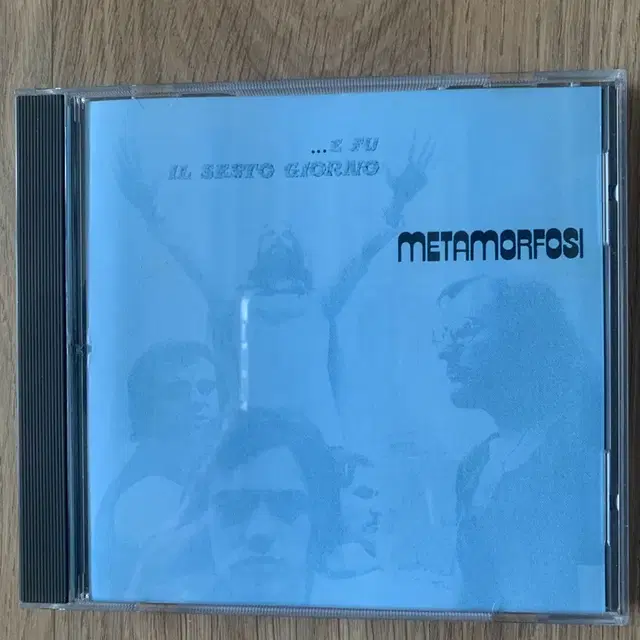 ...E FU
IL SESTO GIORNO
METAMORFOSI